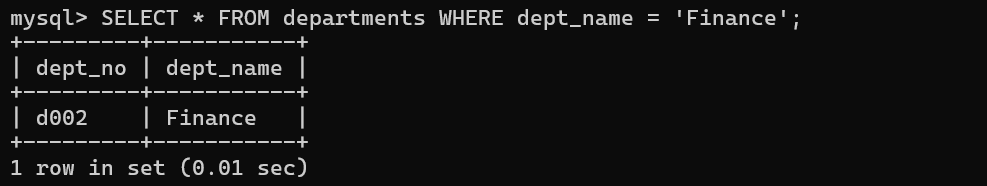 mysql> SELECT * FROM departments WHERE dept_name = 'Finance';
+---------+-----------+
| dept_no | dept_name |
+---------+-----------+
| d002    | Finance   |
+---------+-----------+
1 row in set (0.01 sec)